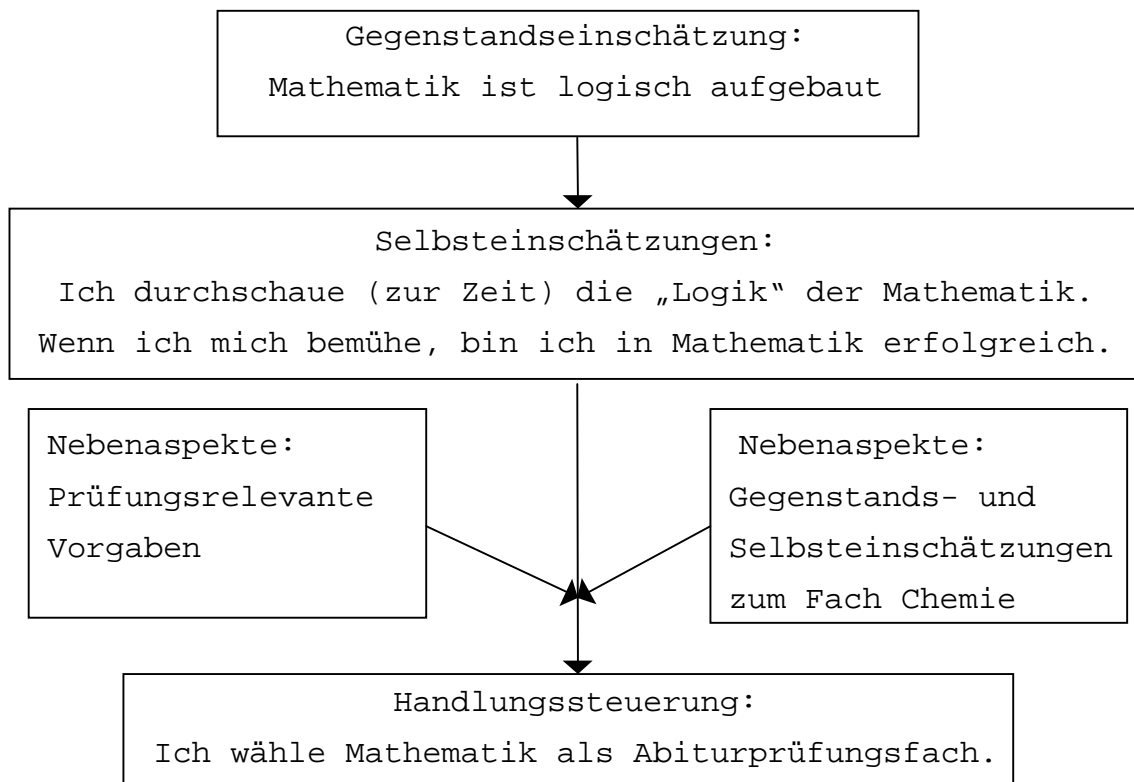 Gegenstandseinschätzung:
Mathematik ist logisch aufgebaut
Selbsteinschätzungen:
Ich durchschaue (zur Zeit) die „Logik“ der Mathematik.
Wenn ich mich bemühe, bin ich in Mathematik erfolgreich.
Nebenaspekte:
Prüfungsrelevante
Vorgaben
Nebenaspekte:
Gegenstands- und
Selbsteinschätzungen
zum Fach Chemie
Handlungssteuerung:
Ich wähle Mathematik als Abiturprüfungsfach.